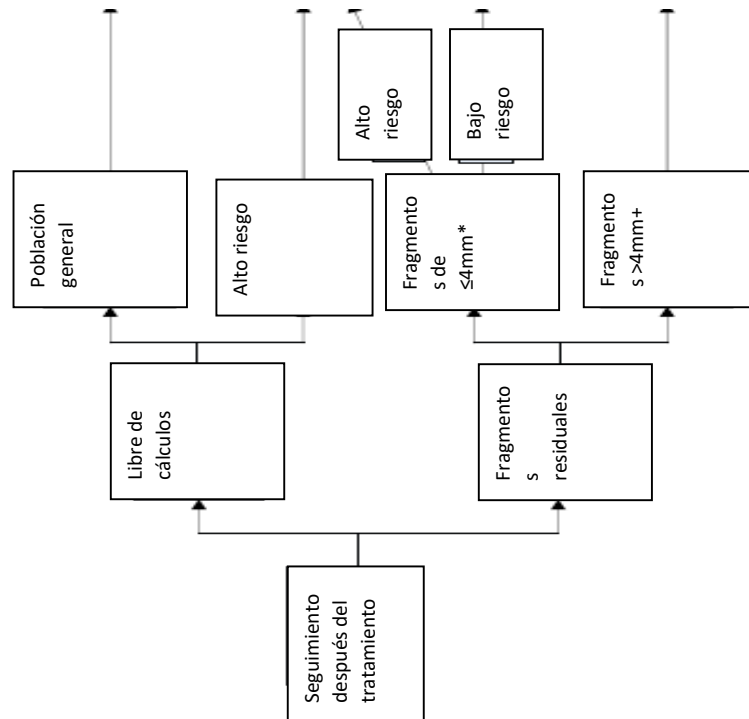 Seguimiento
después del
tratamiento
Libre de
cálculos
Fragmento
s
residuales
Población
general
Alto riesgo
Fragmento
s de
≤4mm*
Fragmento
s >4mm+
Alto
riesgo
Bajo
riesgo